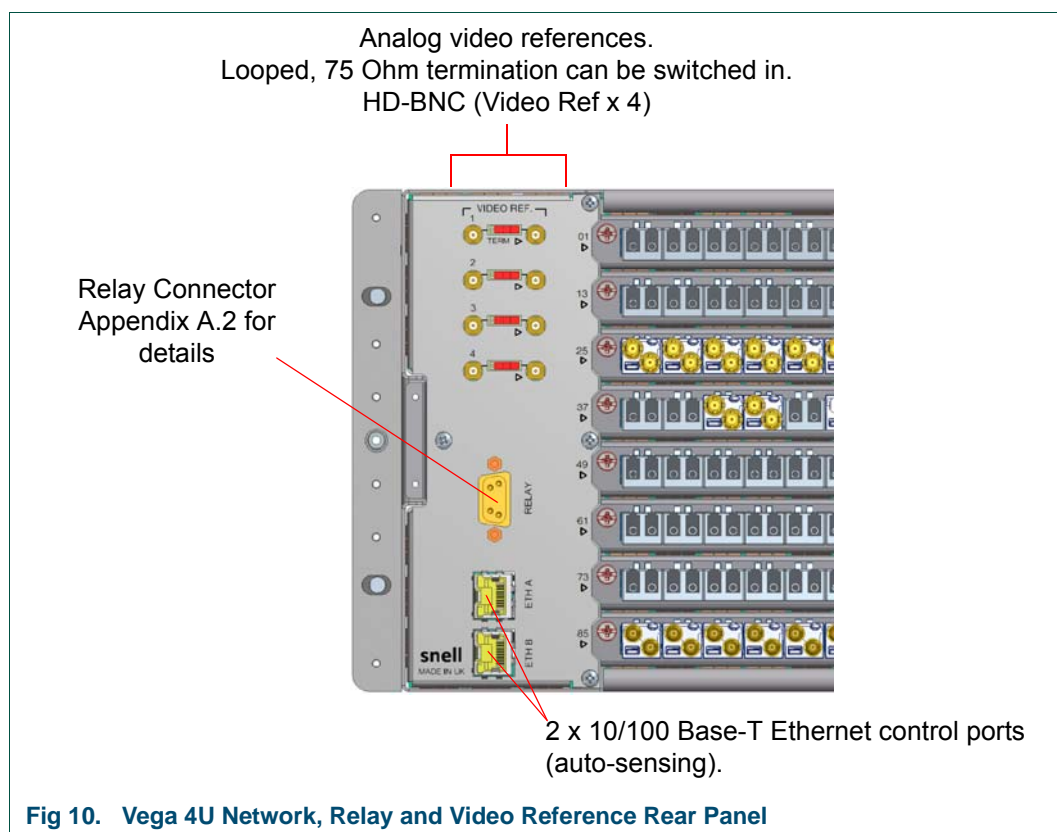 Analog video references.
Looped, 75 Ohm termination can be switched in.
HD-BNC (Video Ref x 4)
VIDEO REF.
1
TERM
2
3
4
Relay Connector
Appendix A.2 for
details
RELAY
ETH A
ETH B
snell
MADE IN UK
01
13
25
37
49
61
73
85
2 x 10/100 Base-T Ethernet control ports
(auto-sensing).
Fig 10. Vega 4U Network, Relay and Video Reference Rear Panel